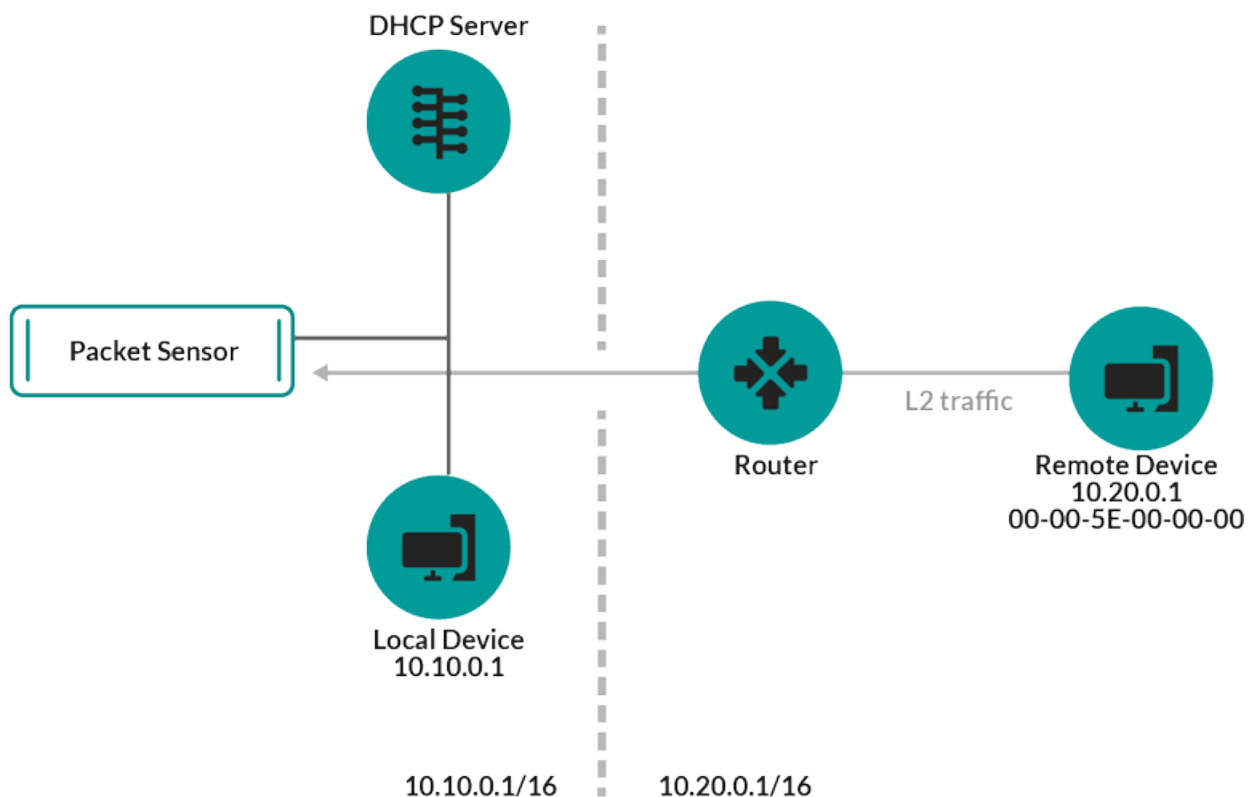 DHCP Server
Packet Sensor
L2 traffic
Router
Remote Device
10.20.0.1
00-00-5E-00-00-00
Local Device
10.10.0.1
10.10.0.1/16
10.20.0.1/16